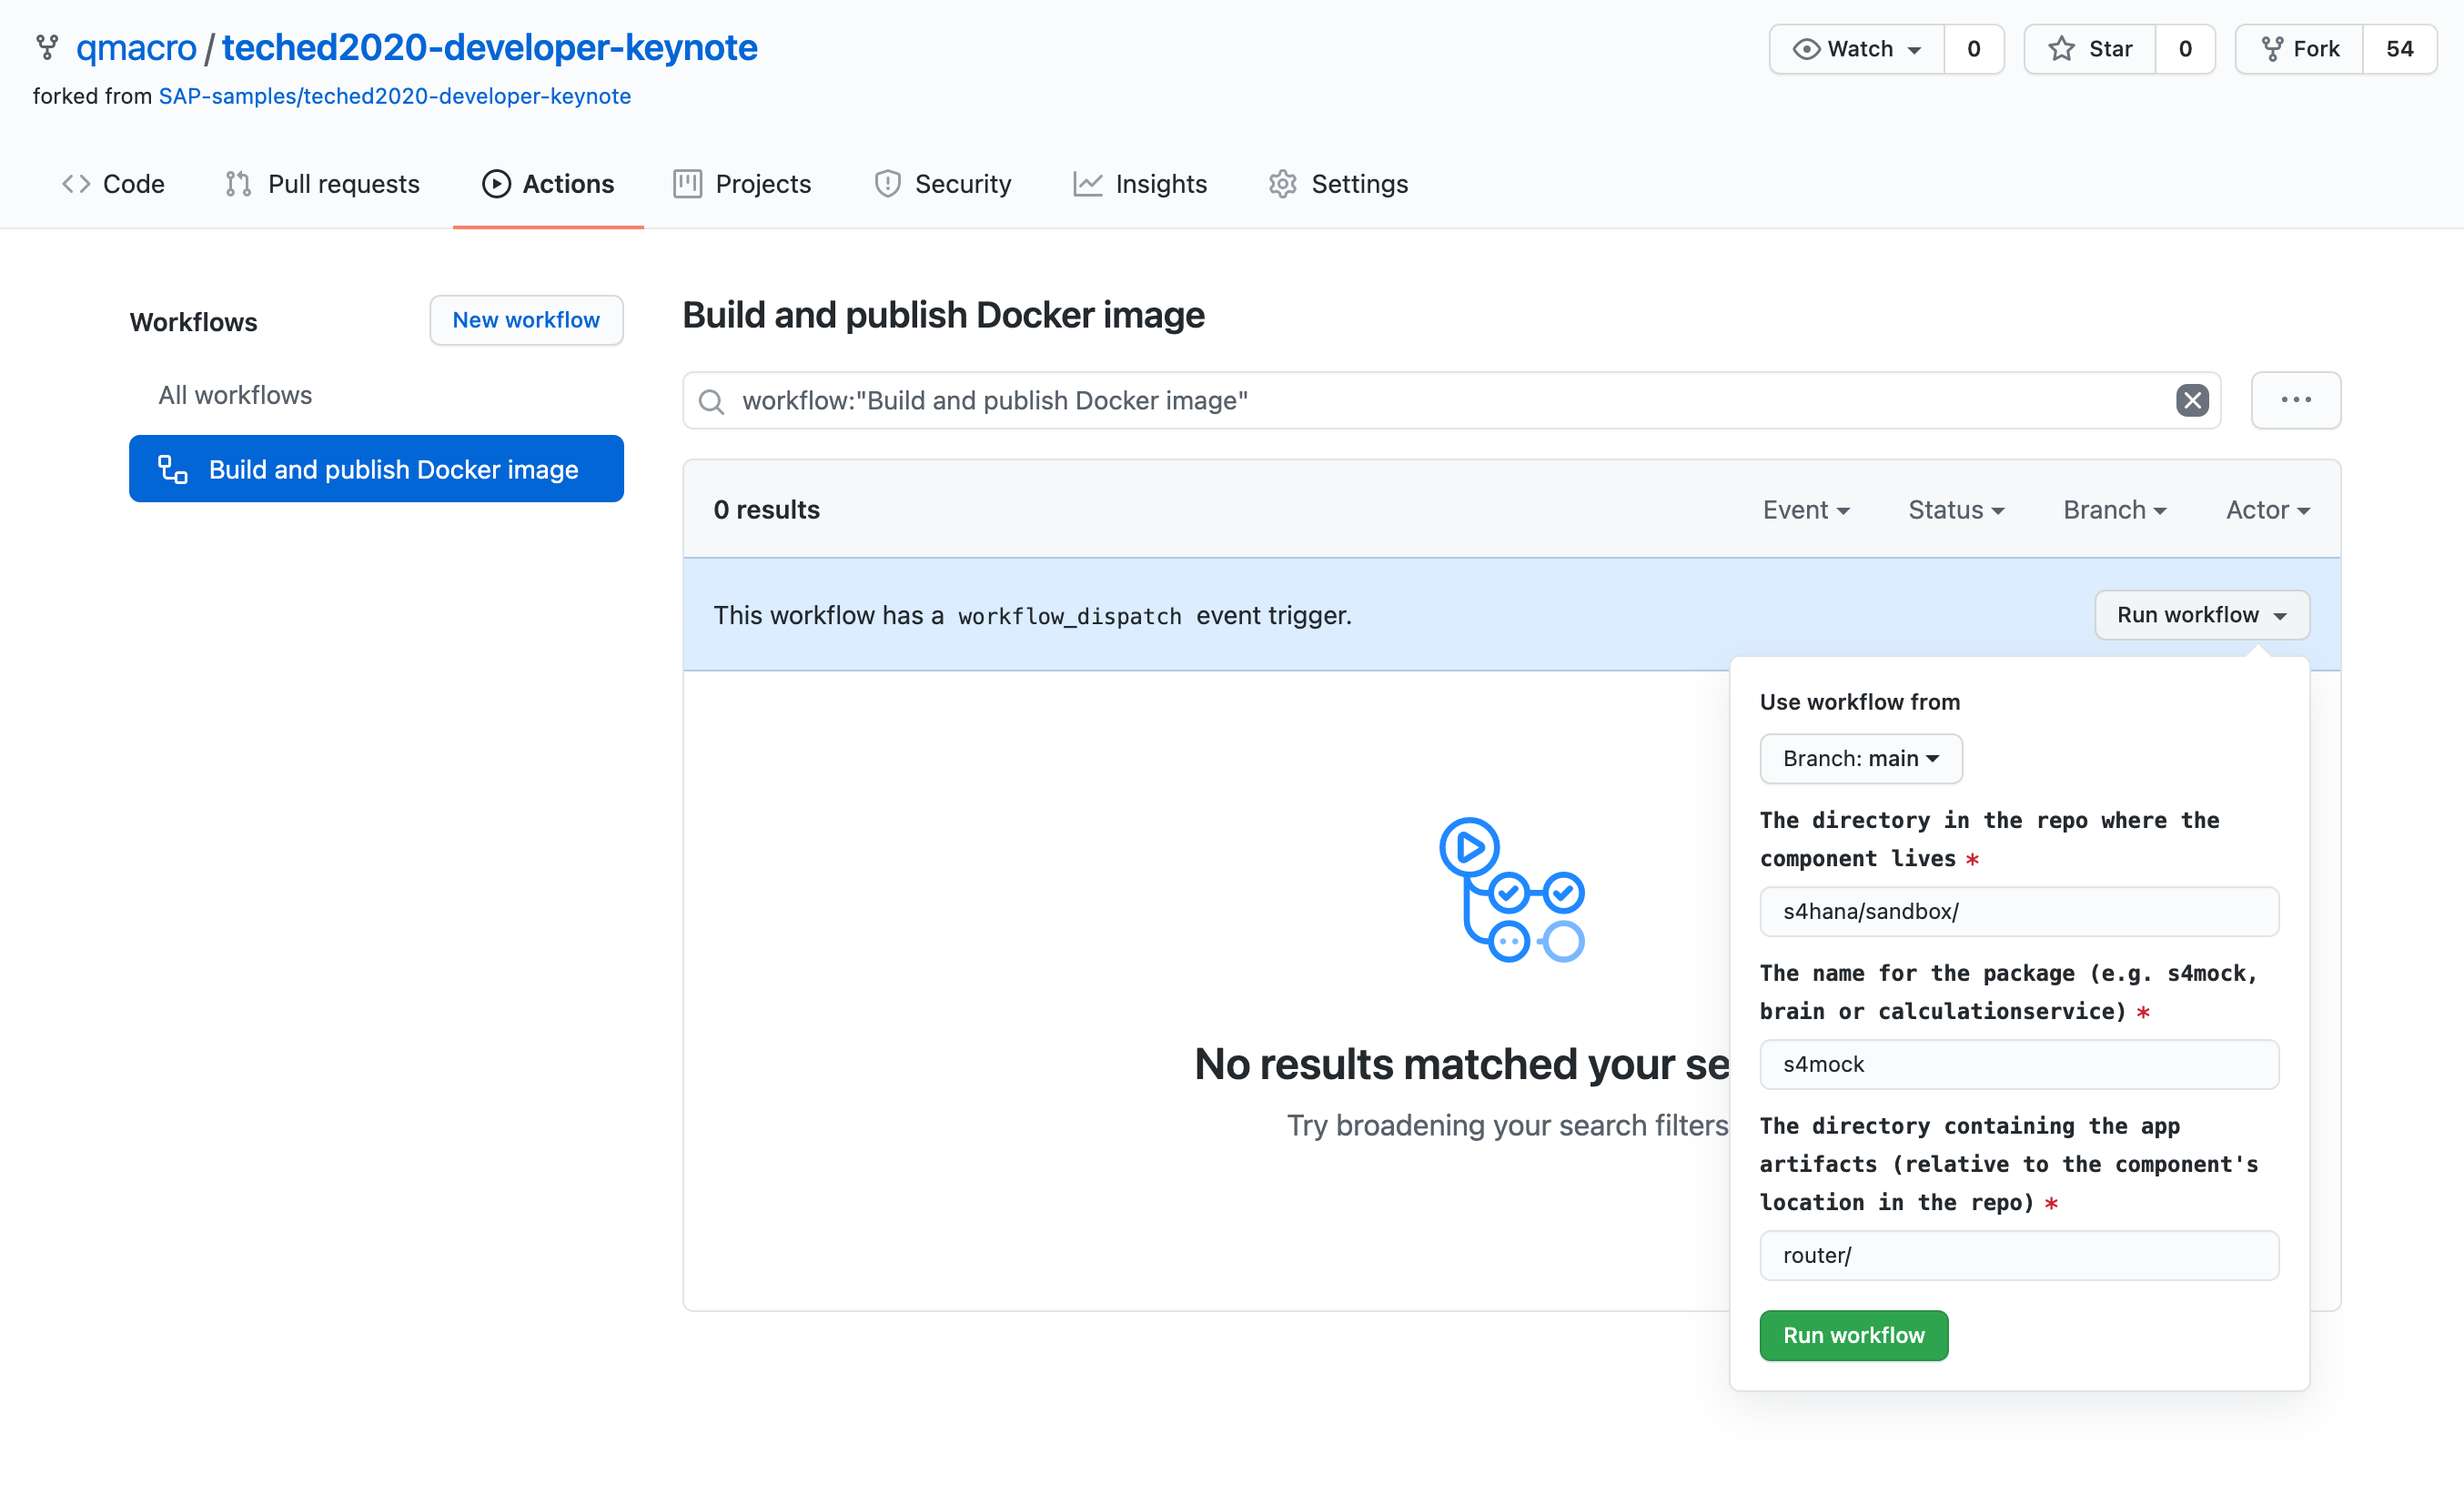 qmacro / teched2020-developer-keynote
forked from SAP-samples/teched2020-developer-keynote
Watch 0
Star 0
Fork 54
Code
Pull requests
Actions
Projects
Security
Insights
Settings
Workflows
New workflow
All workflows
Build and publish Docker image
Build and publish Docker image
workflow:"Build and publish Docker image"
0 results
Event
Status
Branch
Actor
This workflow has a workflow_dispatch event trigger.
Run workflow
Use workflow from
Branch: main
The directory in the repo where the
component lives *
s4hana/sandbox/
The name for the package (e.g. s4mock,
brain or calculationservice) *
s4mock
The directory containing the app
artifacts (relative to the component's
location in the repo) *
router/
Run workflow
No results matched your se
Try broadening your search filters